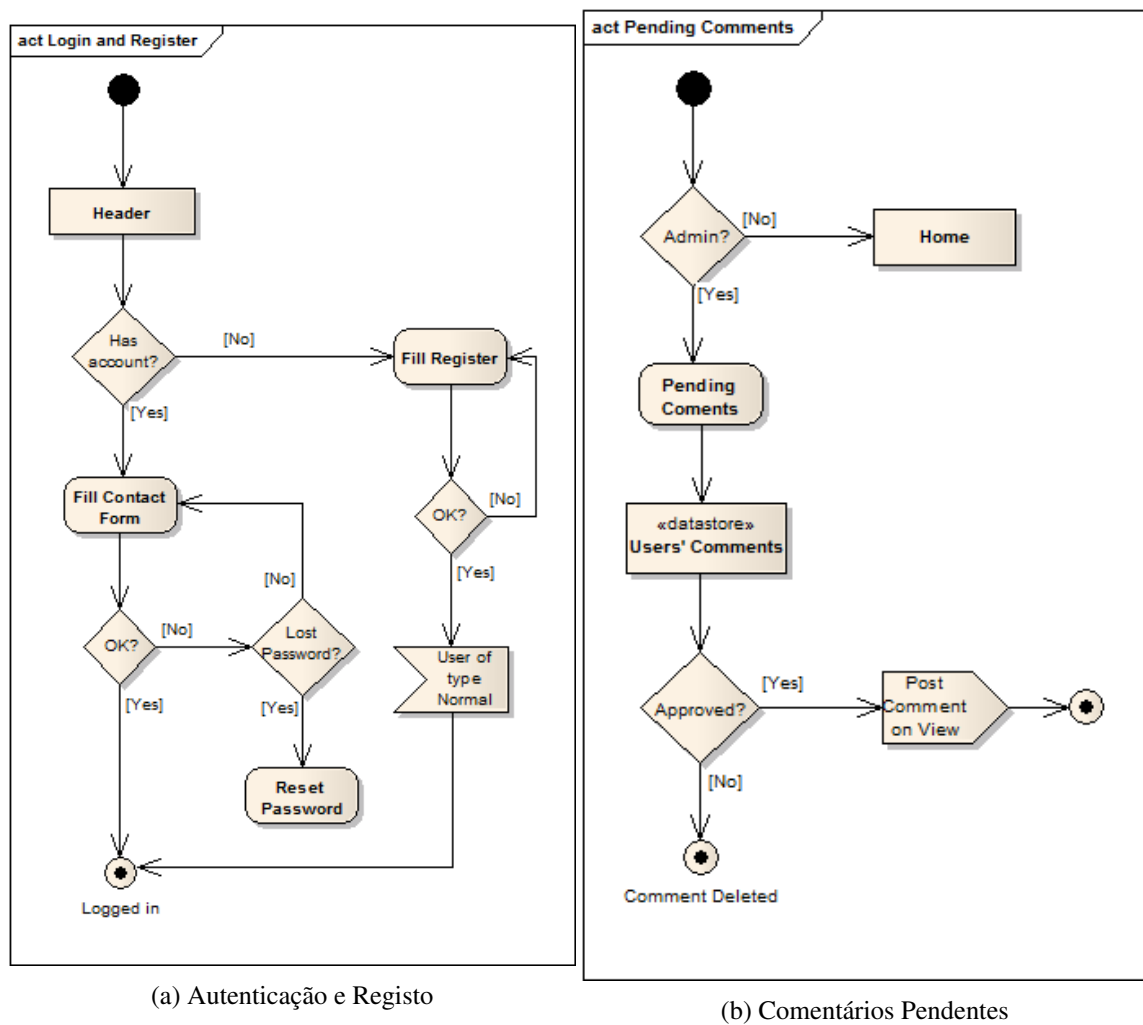 act Login and Register
Header
Has
account?
[No]
[Yes]
Fill Register
Fill Contact
Form
OK?
[No]
[Yes]
OK?
[No]
[Yes]
Lost
Password?
[No]
[Yes]
User of
type
Normal
Reset
Password
Logged in
(a) Autenticação e Registo
act Pending Comments
Admin?
[No]
[Yes]
Home
Pending
Coments
«datastore»
Users' Comments
Approved?
[Yes]
[No]
Post
Comment
on View
Comment Deleted
(b) Comentários Pendentes